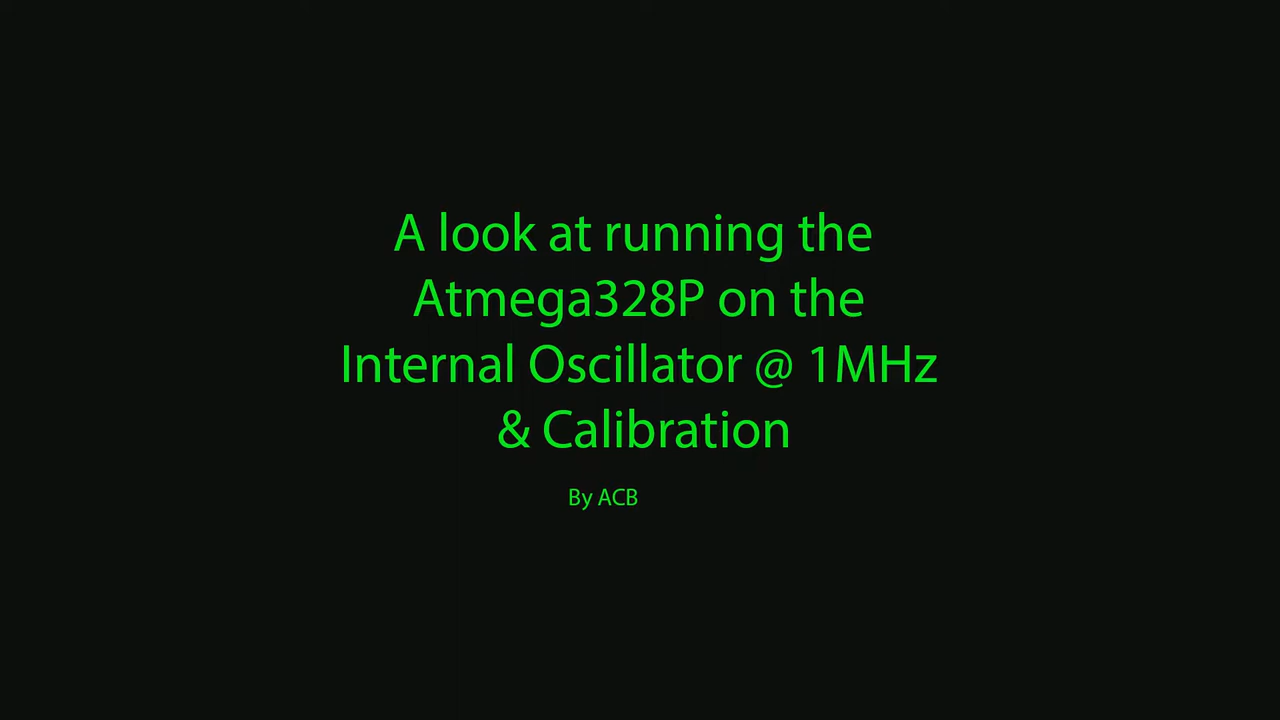 A look at running the
Atmega328P on the
Internal Oscillator @ 1MHz
& Calibration
By ACB